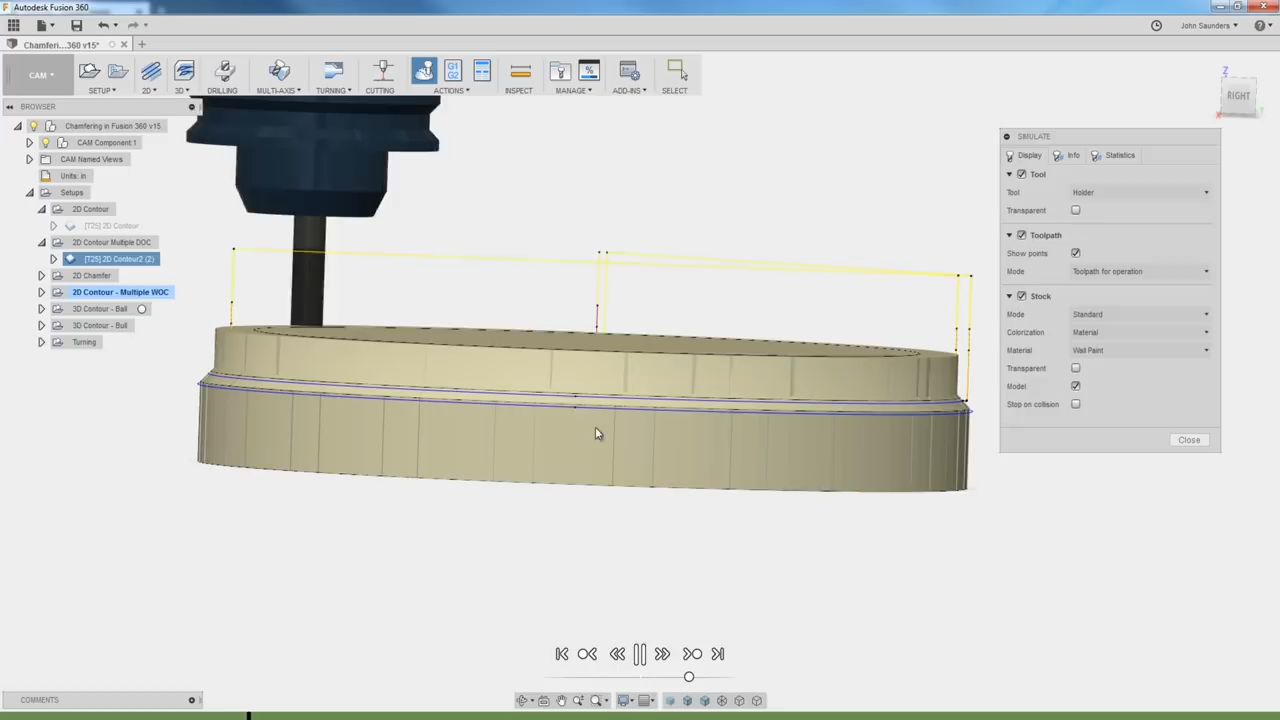 Autodesk Fusion 360
John Saunders
Chamferi...360 v15*
CAM
SETUP
2D
3D
DRILLING
MULTI-AXIS
TURNING
CUTTING
G1
G2
ACTIONS
INSPECT
MANAGE
ADD-INS
SELECT
BROWSER
Chamfering in Fusion 360 v15
CAM Component 1
CAM Named Views
Units: in
Setups
2D Contour
[T25] 2D Contour
2D Contour Multiple DOC
[T25] 2D Contour2 (2)
2D Chamfer
2D Contour - Multiple WOC
3D Contour - Ball
3D Contour - Bull
Turning
Z
RIGHT
SIMULATE
Display
Info
Statistics
Tool
Tool
Holder
Transparent
Toolpath
Show points
Mode
Toolpath for operation
Stock
Mode
Standard
Colorization
Material
Material
Wall Paint
Transparent
Model
Stop on collision
Close
COMMENTS